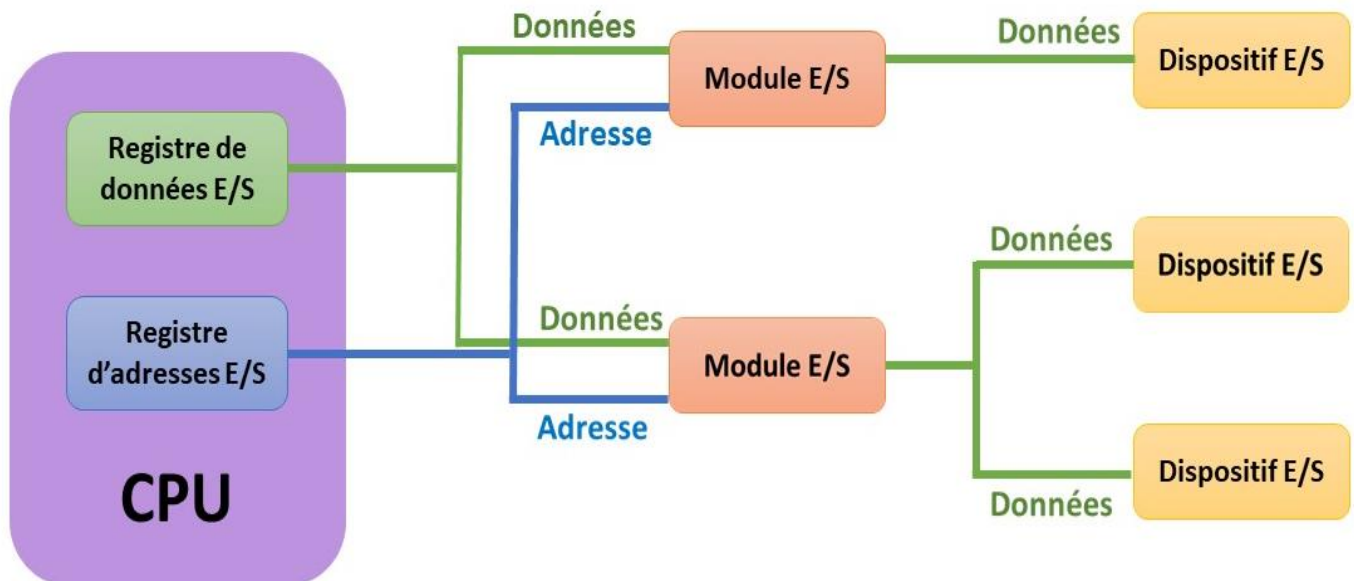 Données
Données
Module E/S
Dispositif E/S
Adresse
Registre de
données E/S
Données
Dispositif E/S
Données
Registre
d'adresses E/S
Module E/S
Adresse
Dispositif E/S
Données
CPU